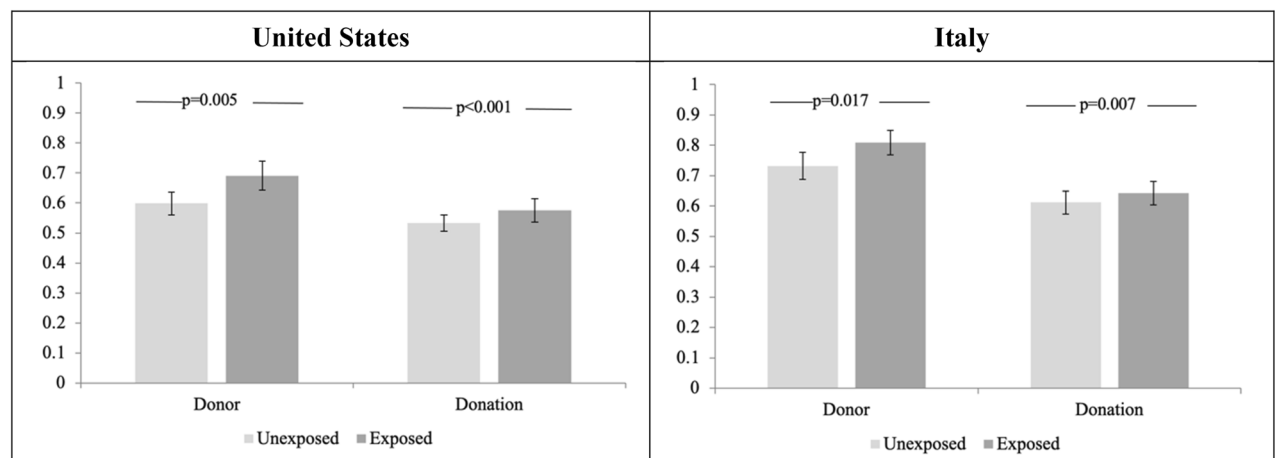 United States
Italy
1
0.9
0.8
0.7
0.6
0.5
0.4
0.3
0.2
0.1
0
p=0.005
p<0.001
Donor
Donation
Unexposed
Exposed
1
0.9
0.8
0.7
0.6
0.5
0.4
0.3
0.2
0.1
0
p=0.017
p=0.007
Donor
Donation
Unexposed
Exposed